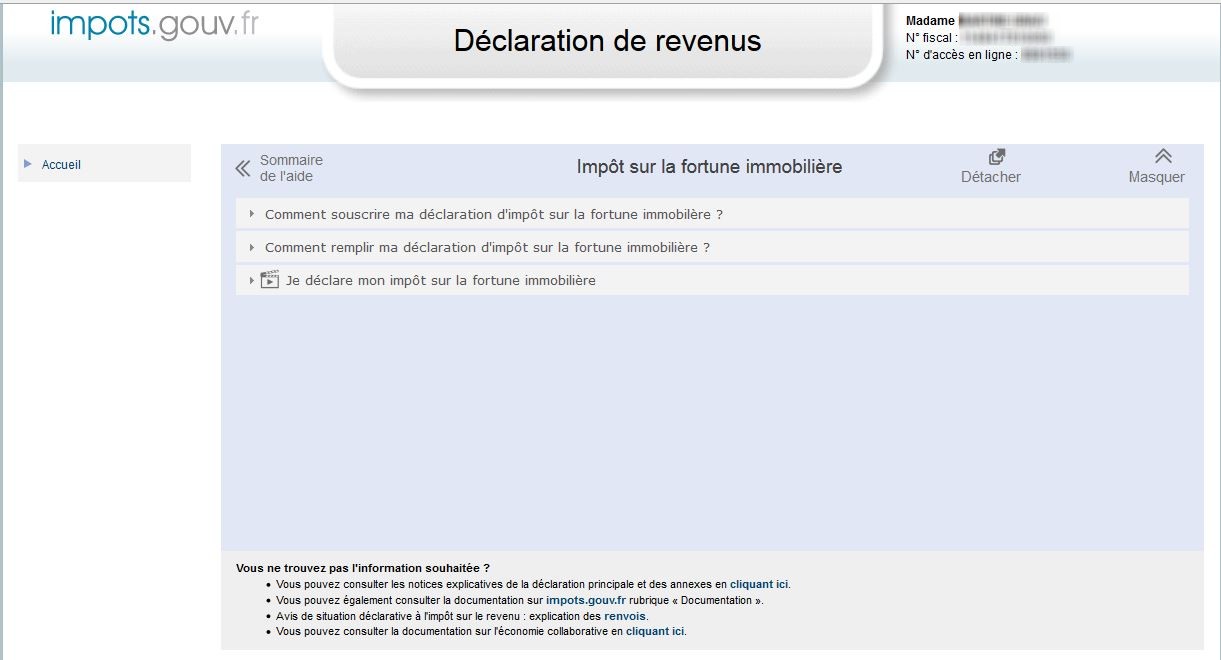 impots.gouv.fr
Déclaration de revenus
Madame
N° fiscal :
N° d'accès en ligne :
Accueil
Sommaire
de l'aide
Impôt sur la fortune immobilière
Détacher
Masquer
Comment souscrire ma déclaration d'impôt sur la fortune immobilère ?
Comment remplir ma déclaration d'impôt sur la fortune immobilière ?
Je déclare mon impôt sur la fortune immobilière
Vous ne trouvez pas l'information souhaitée ?
• Vous pouvez consulter les notices explicatives de la déclaration principale et des annexes en cliquant ici.
• Vous pouvez également consulter la documentation sur impots.gouv.fr rubrique « Documentation ».
• Avis de situation déclarative à l'impôt sur le revenu : explication des renvois.
• Vous pouvez consulter la documentation sur l'économie collaborative en cliquant ici.